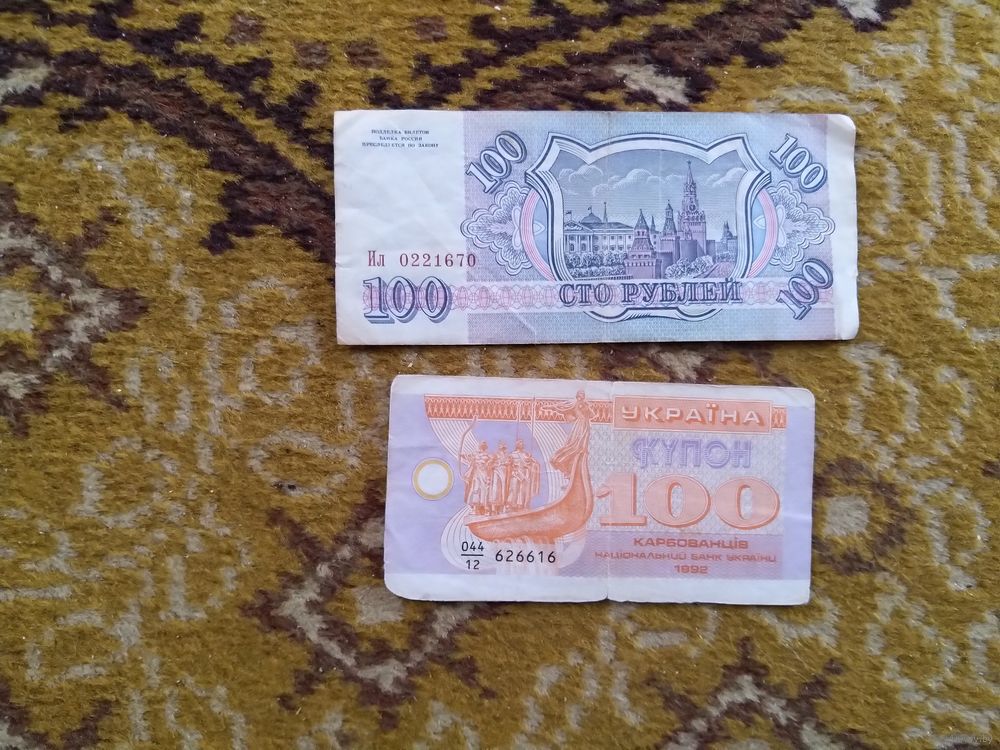 ПОДДЕЛКА БИЛЕТОВ
БАНКА РОССИИ
ПРЕСЛЕДУЕТСЯ ПО ЗАКОНУ
100
100
Ил 0221670
100
СТО РУБЛЕЙ
100
УКРАЇНА
КУПОН
100
КАРБОВАНЦІВ
НАЦІОНАЛЬНИЙ БАНК УКРАЇНИ
1992
044
12
626616